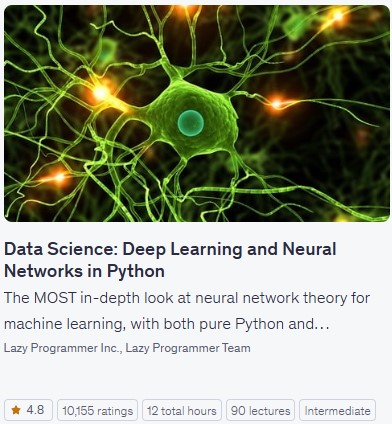 Data Science: Deep Learning and Neural
Networks in Python
The MOST in-depth look at neural network theory for
machine learning, with both pure Python and...
Lazy Programmer Inc., Lazy Programmer Team
4.8 10,155 ratings 12 total hours 90 lectures Intermediate